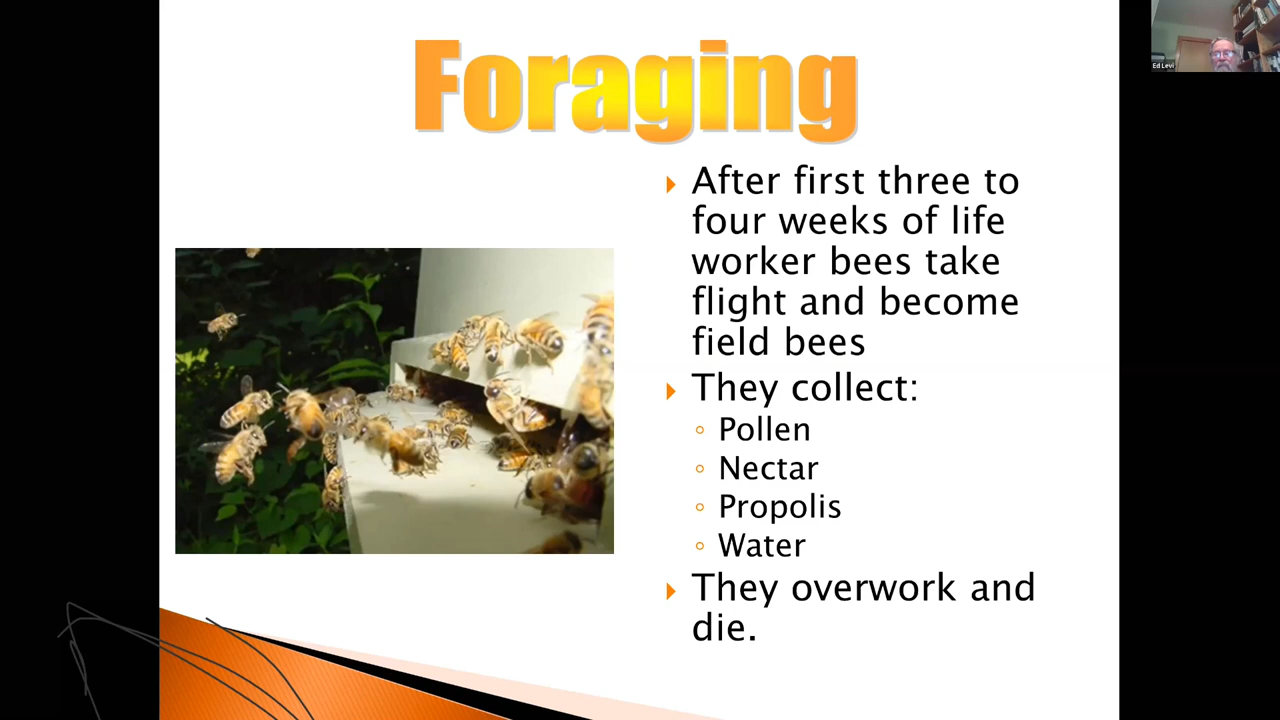 Foraging
Ed Levi
After first three to
four weeks of life
worker bees take
flight and become
field bees
They collect:
Pollen
Nectar
Propolis
Water
They overwork and
die.